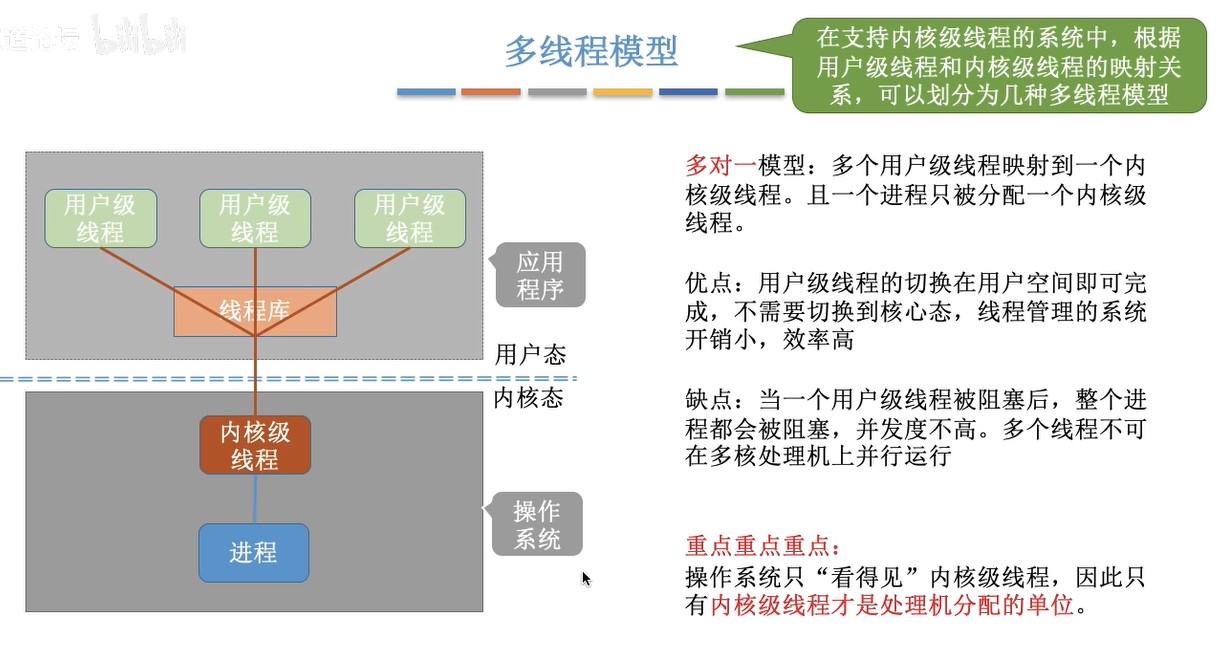 bilibili
多线程模型
在支持内核级线程的系统中，根据
用户级线程和内核级线程的映射关
系，可以划分为几种多线程模型
用户级
线程
用户级
线程
用户级
线程
线程库
应用
程序
用户态
内核态
内核级
线程
进程
操作
系统
多对一模型：多个用户级线程映射到一个内
核级线程。且一个进程只被分配一个内核级
线程。
优点：用户级线程的切换在用户空间即可完
成，不需要切换到核心态，线程管理的系统
开销小，效率高
缺点：当一个用户级线程被阻塞后，整个进
程都会被阻塞，并发度不高。多个线程不可
在多核处理机上并行运行
重点重点重点：
操作系统只“看得见”内核级线程，因此只
有内核级线程才是处理机分配的单位。